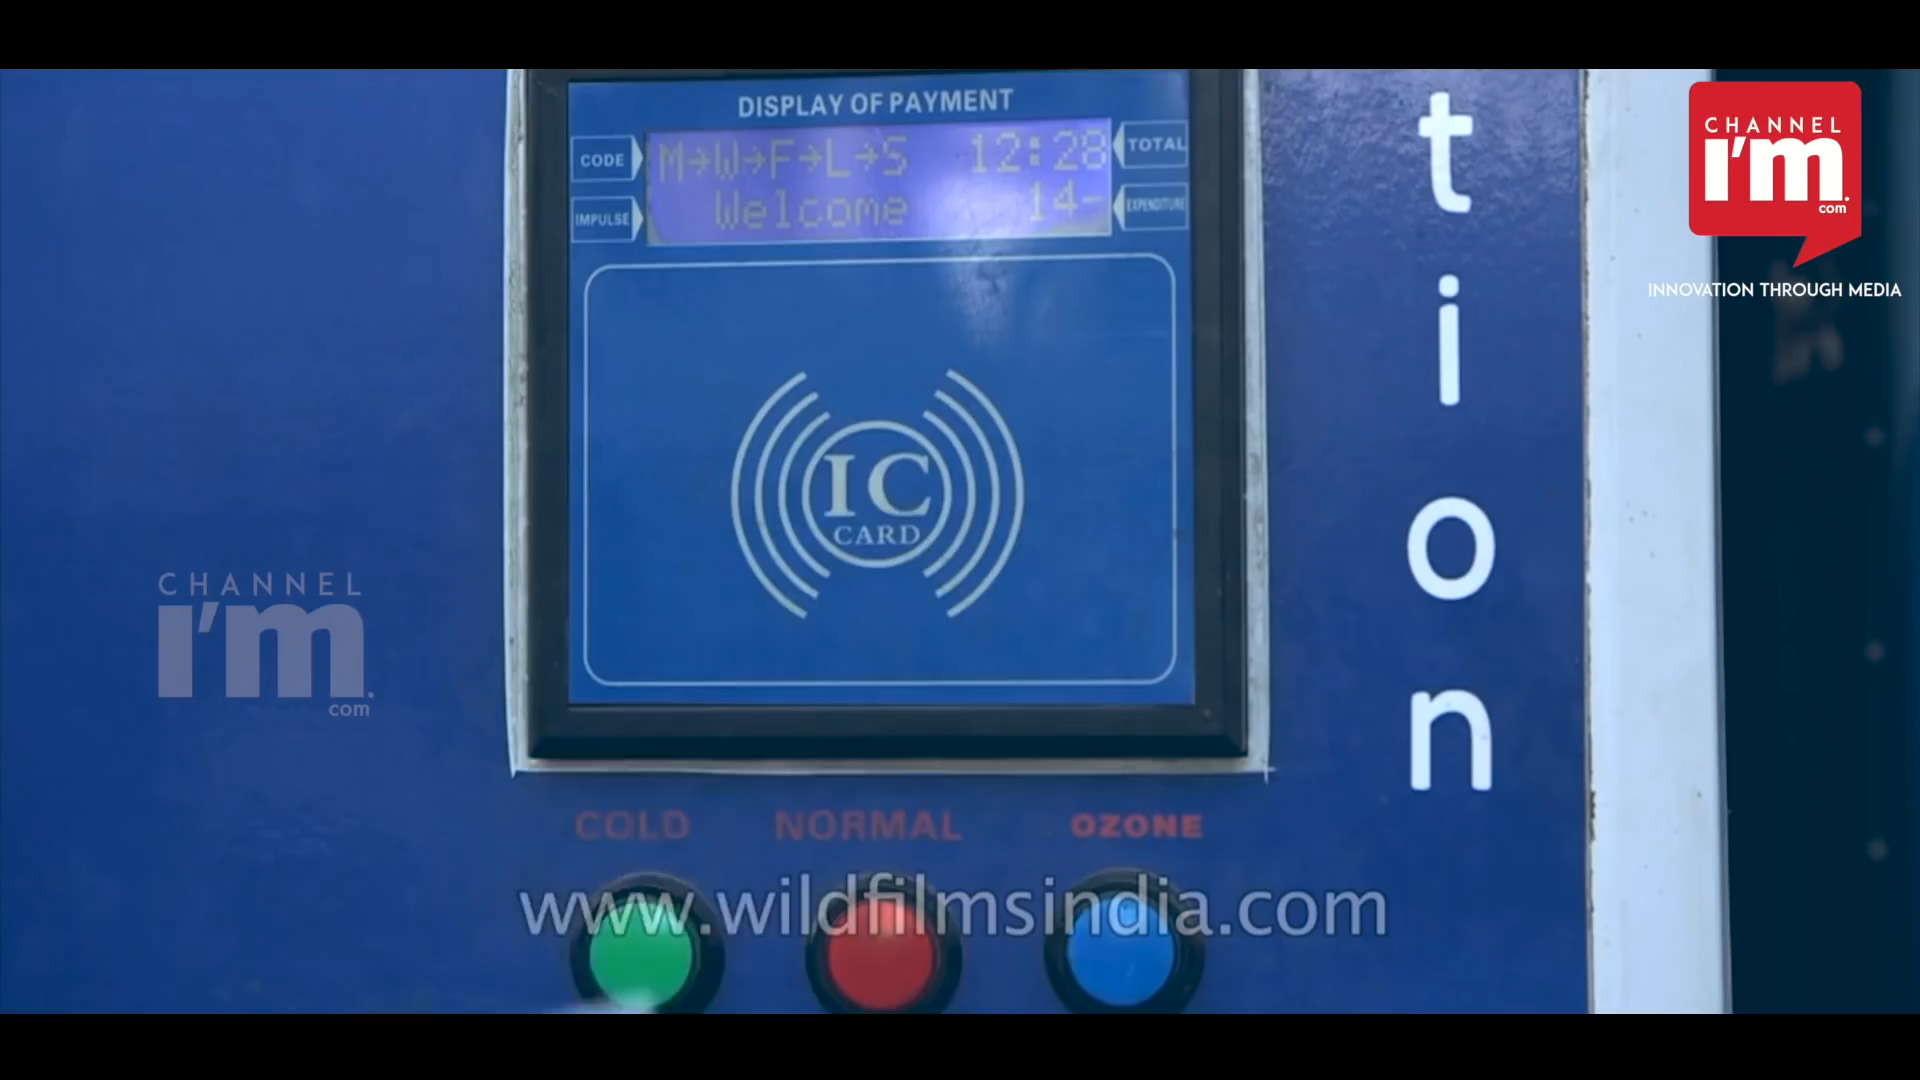 DISPLAY OF PAYMENT
CODE
M→W→F→L→S 12:28
TOTAL
IMPULSE
Welcome 14-
EXPENDITURE
IC
CARD
COLD NORMAL OZONE
t
i
o
n
CHANNEL
I'm.
com
INNOVATION THROUGH MEDIA
CHANNEL
I'm.
com
www.wildfilmsindia.com